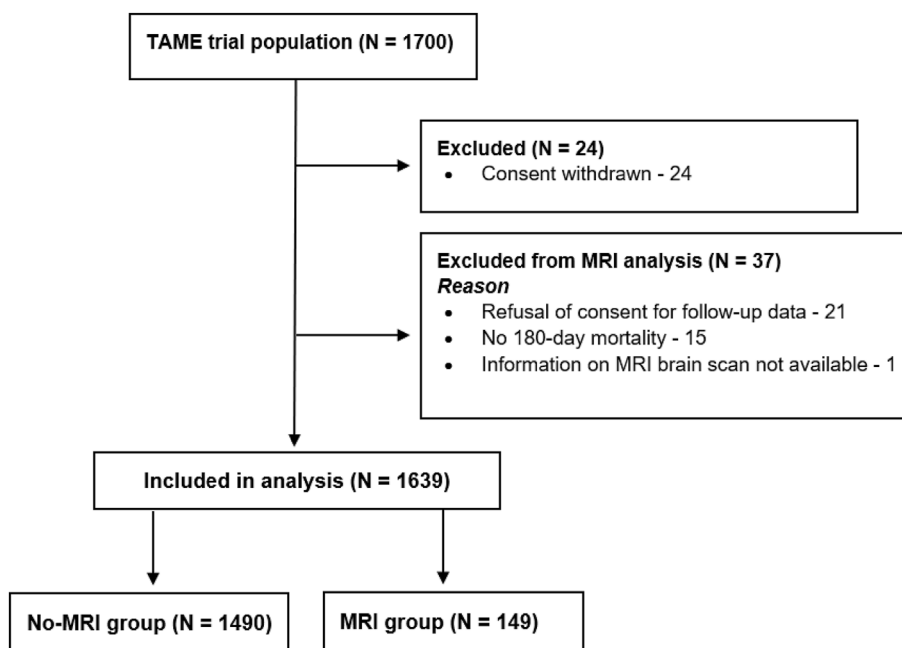 TAME trial population (N = 1700)
Excluded (N = 24)
• Consent withdrawn - 24
Excluded from MRI analysis (N = 37)
Reason
• Refusal of consent for follow-up data - 21
• No 180-day mortality - 15
• Information on MRI brain scan not available - 1
Included in analysis (N = 1639)
No-MRI group (N = 1490)
MRI group (N = 149)